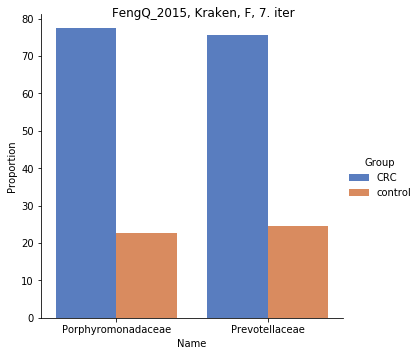 FengQ_2015, Kraken, F, 7. iter
80
70
60
50
40
30
20
10
0
Proportion
Porphyromonadaceae
Prevotellaceae
Name
Group
CRC
control